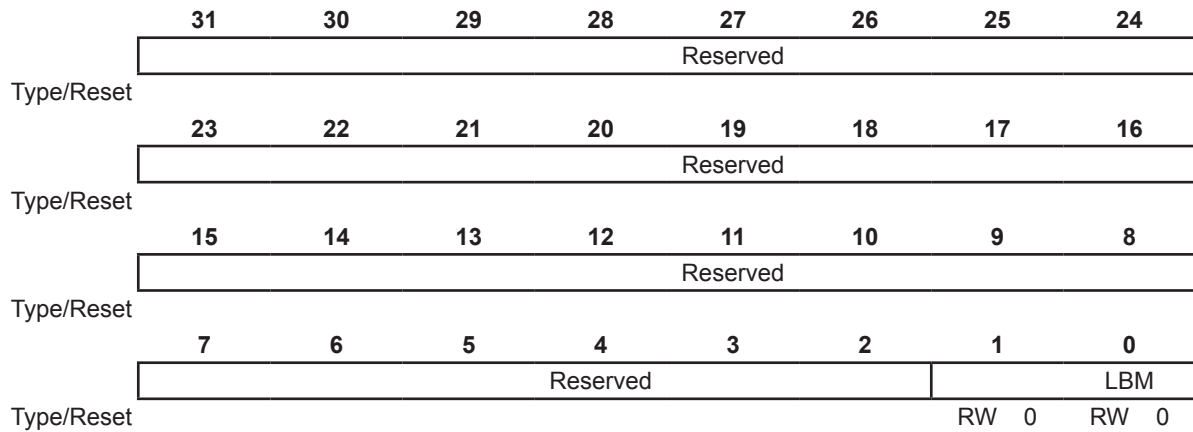 31 30 29 28 27 26 25 24
Reserved
Type/Reset
23 22 21 20 19 18 17 16
Reserved
Type/Reset
15 14 13 12 11 10 9 8
Reserved
Type/Reset
7 6 5 4 3 2 1 0
Reserved LBM
Type/Reset RW 0 RW 0